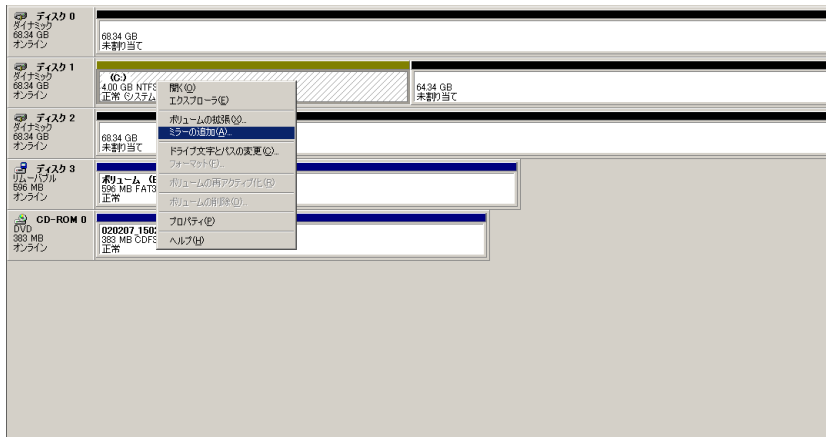 ディスク 0
ダイナミック
68.34 GB
オンライン
68.34 GB
未割り当て
ディスク 1
ダイナミック
68.34 GB
オンライン
(C:)
4.00 GB NTFS
正常 (システム
64.34 GB
未割り当て
開く(O)
エクスプローラ(E)
ボリュームの拡張(X)...
ミラーの追加(A)...
ドライブ文字とパスの変更(C)...
フォーマット(F)...
ボリュームの再アクティブ化(R)
ボリュームの削除(D)...
プロパティ(P)
ヘルプ(H)
ディスク 2
ダイナミック
68.34 GB
オンライン
68.34 GB
未割り当て
ディスク 3
リムーバブル
596 MB
オンライン
ボリューム (E
596 MB FAT3
正常
CD-ROM 0
DVD
383 MB
オンライン
020207_150
383 MB CDFS
正常